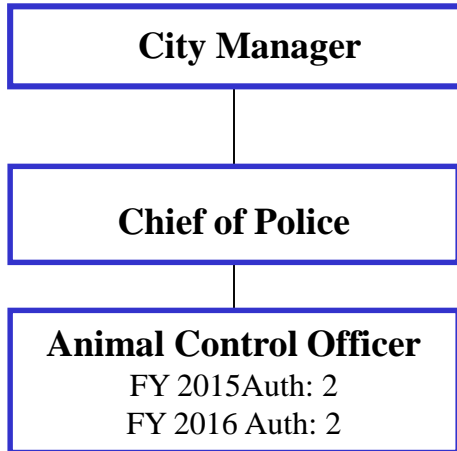 City Manager
Chief of Police
Animal Control Officer
FY 2015Auth: 2
FY 2016 Auth: 2